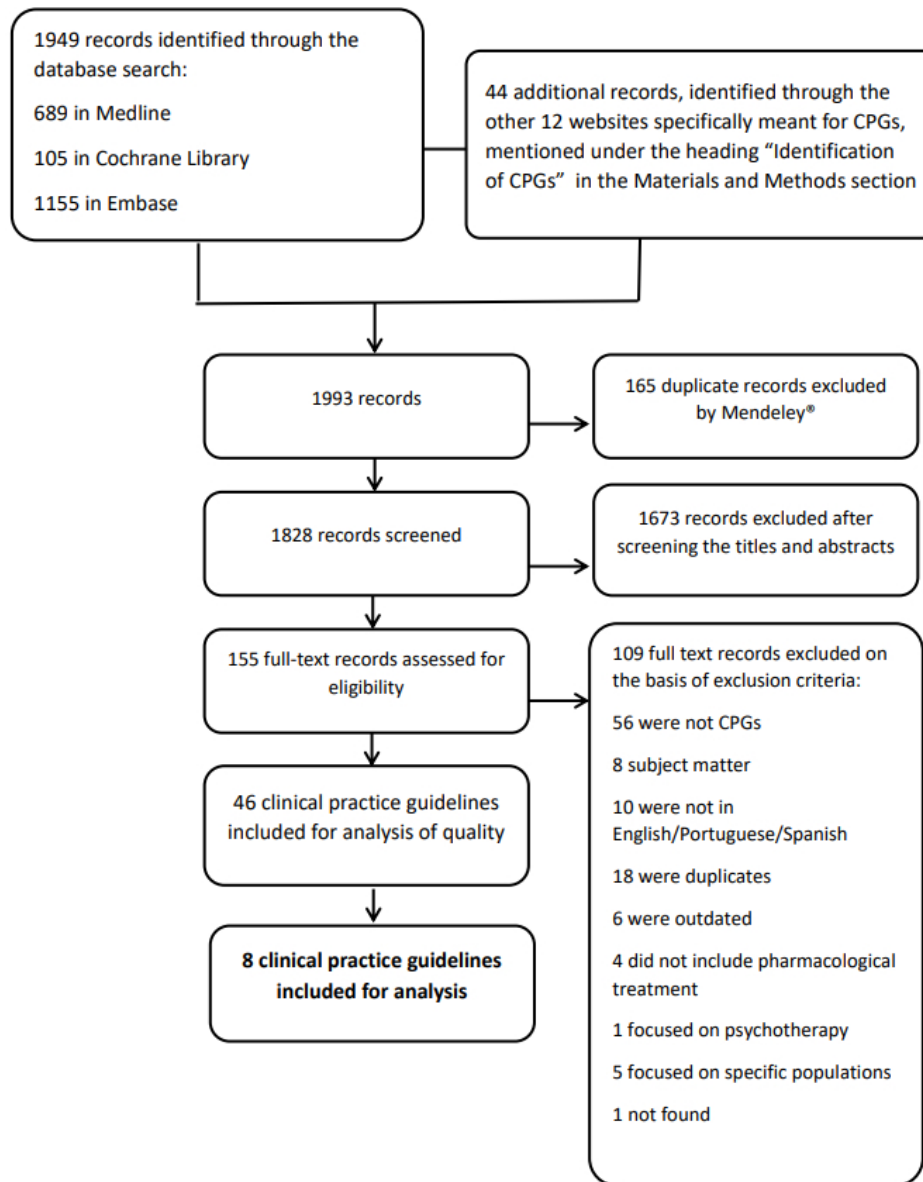 1949 records identified through the
database search:
689 in Medline
105 in Cochrane Library
1155 in Embase
44 additional records, identified through the
other 12 websites specifically meant for CPGs,
mentioned under the heading “Identification
of CPGs” in the Materials and Methods section
1993 records
165 duplicate records excluded
by Mendeley®
1828 records screened
1673 records excluded after
screening the titles and abstracts
155 full-text records assessed for
eligibility
109 full text records excluded on
the basis of exclusion criteria:
56 were not CPGs
8 subject matter
10 were not in
English/Portuguese/Spanish
18 were duplicates
6 were outdated
4 did not include pharmacological
treatment
1 focused on psychotherapy
5 focused on specific populations
1 not found
46 clinical practice guidelines
included for analysis of quality
8 clinical practice guidelines
included for analysis